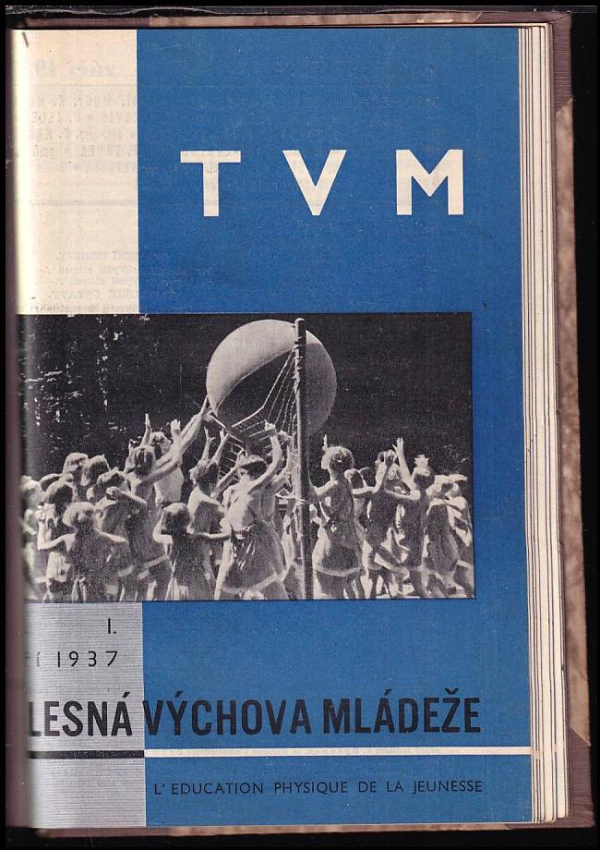 TVM
I.
1937
LESNÁ VÝCHOVA MLÁDEŽE
L'EDUCATION PHYSIQUE DE LA JEUNESSE